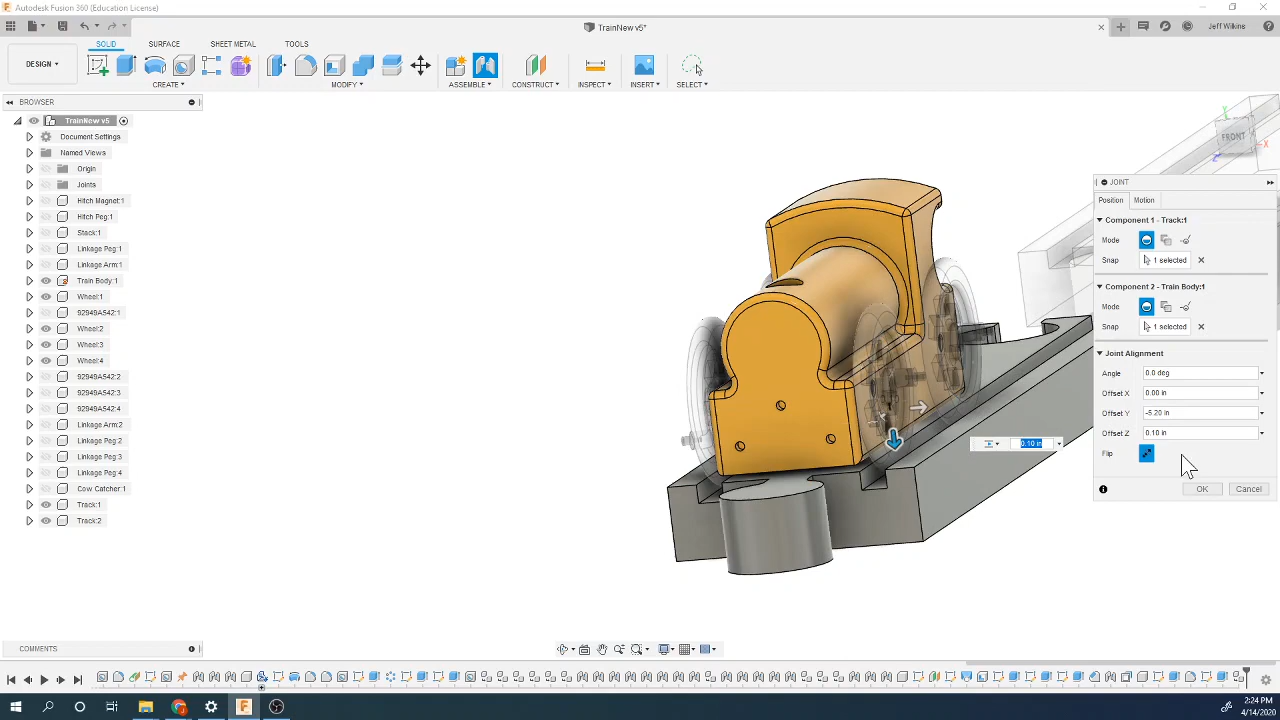 Autodesk Fusion 360 (Education License)
TrainNew v5*
Jeff Wilkins
SOLID
SURFACE
SHEET METAL
TOOLS
DESIGN
CREATE
MODIFY
ASSEMBLE
CONSTRUCT
INSPECT
INSERT
SELECT
BROWSER
TrainNew v5
Document Settings
Named Views
Origin
Joints
Hitch Magnet:1
Hitch Peg:1
Stack:1
Linkage Peg:1
Linkage Arm:1
Train Body:1
Wheel:1
92949A542:1
Wheel:2
Wheel:3
Wheel:4
92949A542:2
92949A542:3
92949A542:4
Linkage Arm:2
Linkage Peg:2
Linkage Peg:3
Linkage Peg:4
Cow Catcher:1
Track:1
Track:2
Y
FRONT
X
Z
JOINT
Position
Motion
Component 1 - Track:1
Mode
Snap
1 selected
Component 2 - Train Body:1
Mode
Snap
1 selected
Joint Alignment
Angle
0.0 deg
Offset X
0.00 in
Offset Y
-5.20 in
Offset Z
0.10 in
Flip
OK
Cancel
0.10 in
COMMENTS
2:24 PM
4/14/2020